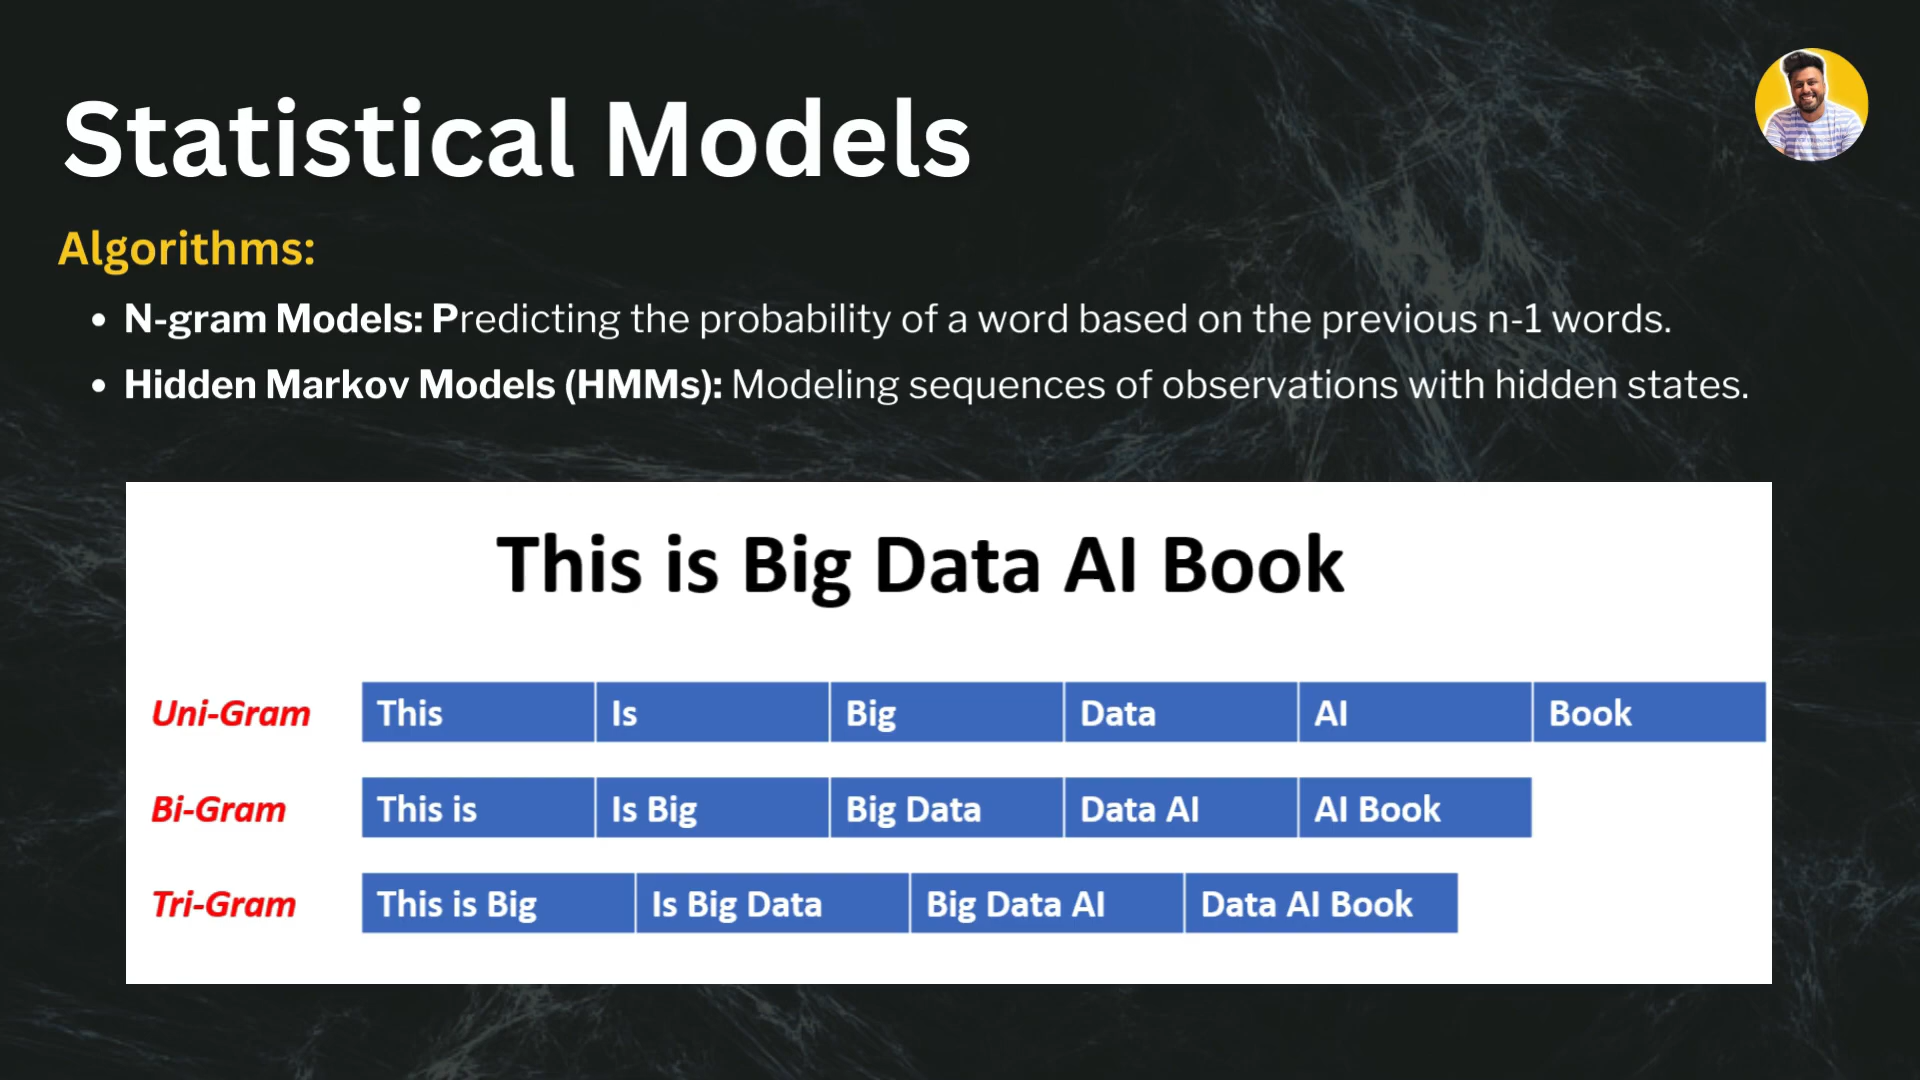 Statistical Models
Algorithms:
• N-gram Models: Predicting the probability of a word based on the previous n-1 words.
• Hidden Markov Models (HMMs): Modeling sequences of observations with hidden states.
This is Big Data AI Book
Uni-Gram This Is Big Data AI Book
Bi-Gram This is Is Big Big Data Data AI AI Book
Tri-Gram This is Big Is Big Data Big Data AI Data AI Book